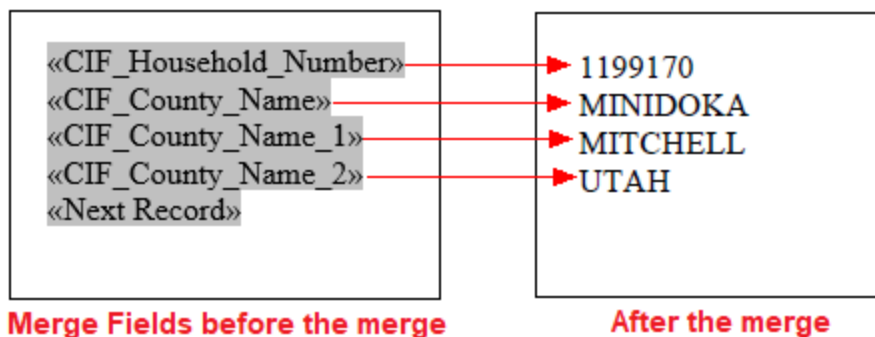 «CIF_Household_Number»
«CIF_County_Name»
«CIF_County_Name_1»
«CIF_County_Name_2»
«Next Record»
1199170
MINIDOKA
MITCHELL
UTAH
Merge Fields before the merge
After the merge